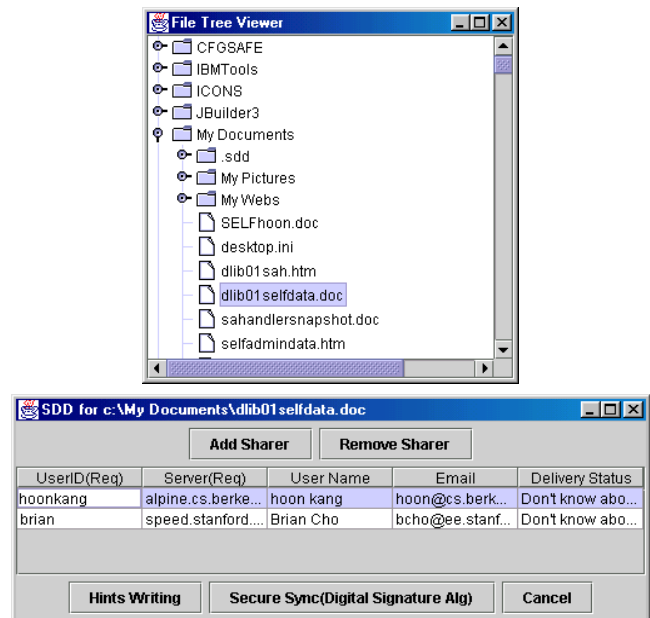 File Tree Viewer
CFGSAFE
IBMTools
ICONS
JBuilder3
My Documents
.sdd
My Pictures
My Webs
SELFhoon.doc
desktop.ini
dlib01sah.htm
dlib01selfdata.doc
sahandlersnapshot.doc
selfadmindata.htm
SDD for c:\My Documents\dlib01selfdata.doc
Add Sharer Remove Sharer
UserID(Req) Server(Req) User Name Email Delivery Status
hoonkang alpine.cs.berke... hoon kang hoon@cs.berk... Don't know abo...
brian speed.stanford.... Brian Cho bcho@ee.stanf... Don't know abo...
Hints Writing Secure Sync(Digital Signature Alg) Cancel